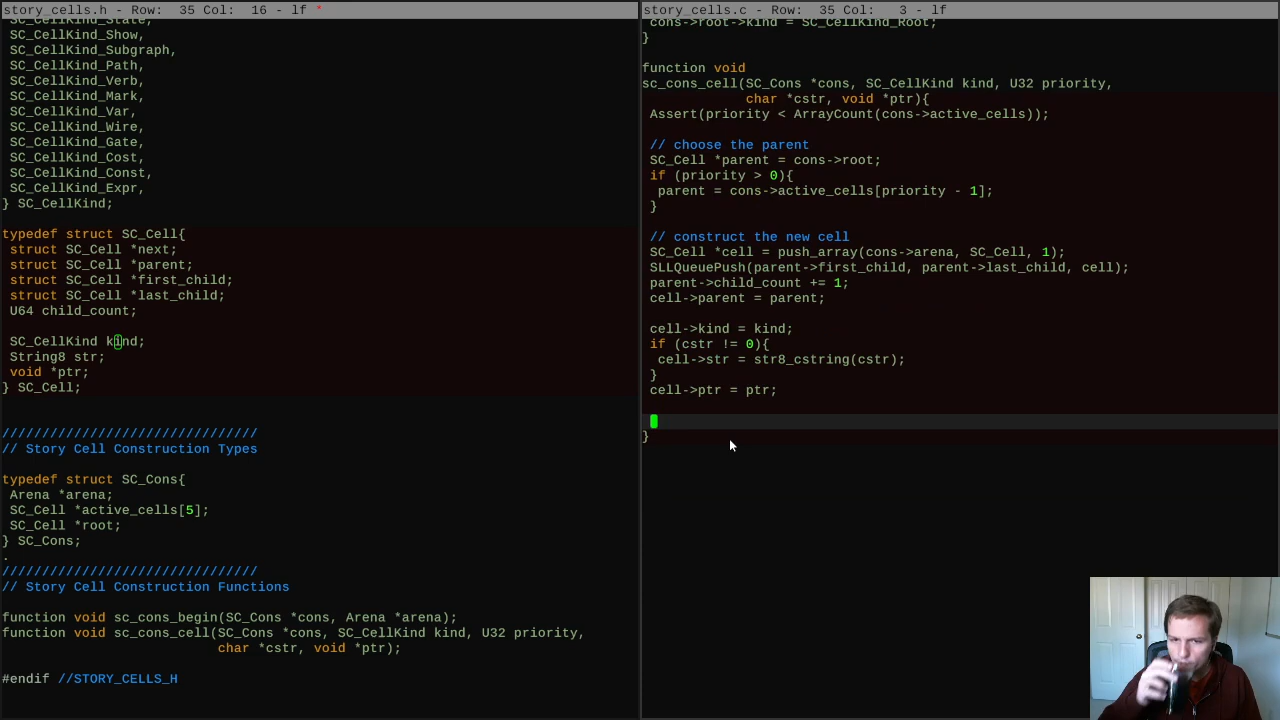 story_cells.h - Row:  35 Col:  16 - lf *
SC_CellKind_State,
SC_CellKind_Show,
SC_CellKind_Subgraph,
SC_CellKind_Path,
SC_CellKind_Verb,
SC_CellKind_Mark,
SC_CellKind_Var,
SC_CellKind_Wire,
SC_CellKind_Gate,
SC_CellKind_Cost,
SC_CellKind_Const,
SC_CellKind_Expr,
} SC_CellKind;
typedef struct SC_Cell{
struct SC_Cell *next;
struct SC_Cell *parent;
struct SC_Cell *first_child;
struct SC_Cell *last_child;
U64 child_count;
SC_CellKind kind;
String8 str;
void *ptr;
} SC_Cell;
////////////////////////////////
// Story Cell Construction Types
typedef struct SC_Cons{
Arena *arena;
SC_Cell *active_cells[5];
SC_Cell *root;
} SC_Cons;
.
////////////////////////////////
// Story Cell Construction Functions
function void sc_cons_begin(SC_Cons *cons, Arena *arena);
function void sc_cons_cell(SC_Cons *cons, SC_CellKind kind, U32 priority,
char *cstr, void *ptr);
#endif //STORY_CELLS_H
story_cells.c - Row:  35 Col:   3 - lf
cons->root->kind = SC_CellKind_Root;
}
function void
sc_cons_cell(SC_Cons *cons, SC_CellKind kind, U32 priority,
char *cstr, void *ptr){
Assert(priority < ArrayCount(cons->active_cells));
// choose the parent
SC_Cell *parent = cons->root;
if (priority > 0){
parent = cons->active_cells[priority - 1];
}
// construct the new cell
SC_Cell *cell = push_array(cons->arena, SC_Cell, 1);
SLLQueuePush(parent->first_child, parent->last_child, cell);
parent->child_count += 1;
cell->parent = parent;
cell->kind = kind;
if (cstr != 0){
cell->str = str8_cstring(cstr);
}
cell->ptr = ptr;
}